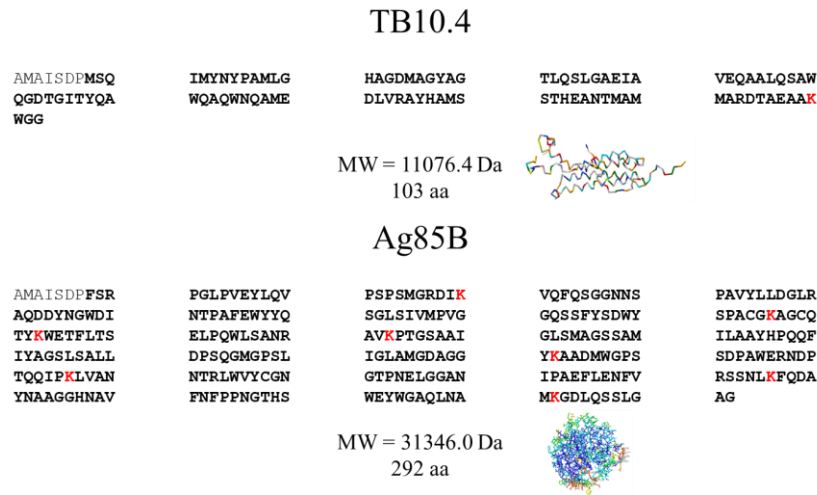 TB10.4
AMAISDPMSQ IMYNYPAMLG HAGDMAGYAG TLQSLGAEIA VEQAALQSAW
QGDTGITYQA WQAQWNQAME DLVRAYHAMS STHEANTMAM MARDTAEAAK
WGG
MW = 11076.4 Da
103 aa
Ag85B
AMAISDPFSR PGLPVEYLQV PSPSMGRDIK VQFQSGGNNS PAVYLLDGLR
AQDDYNGWDI NTPAFEWYYQ SGLSIVMPVG GQSSFYSDWY SPACGKAGCQ
TYKWETFLTS ELPQWLSANR AVKPTGSAAI GLSMAGSSAM ILAAYHPQQF
IYAGSLSALL DPSQGMGPSL IGLAMGDAGG YKAADMWGPS SDPAWERNDP
TQQIPKLVAN NTRLWVYCGN GTPNELGGAN IPAEFLENFV RSSNLKFQDA
YNAAGGHNAV FNFPPNGTHS WEYWGAQLNA MKGDLQSSLG AG
MW = 31346.0 Da
292 aa